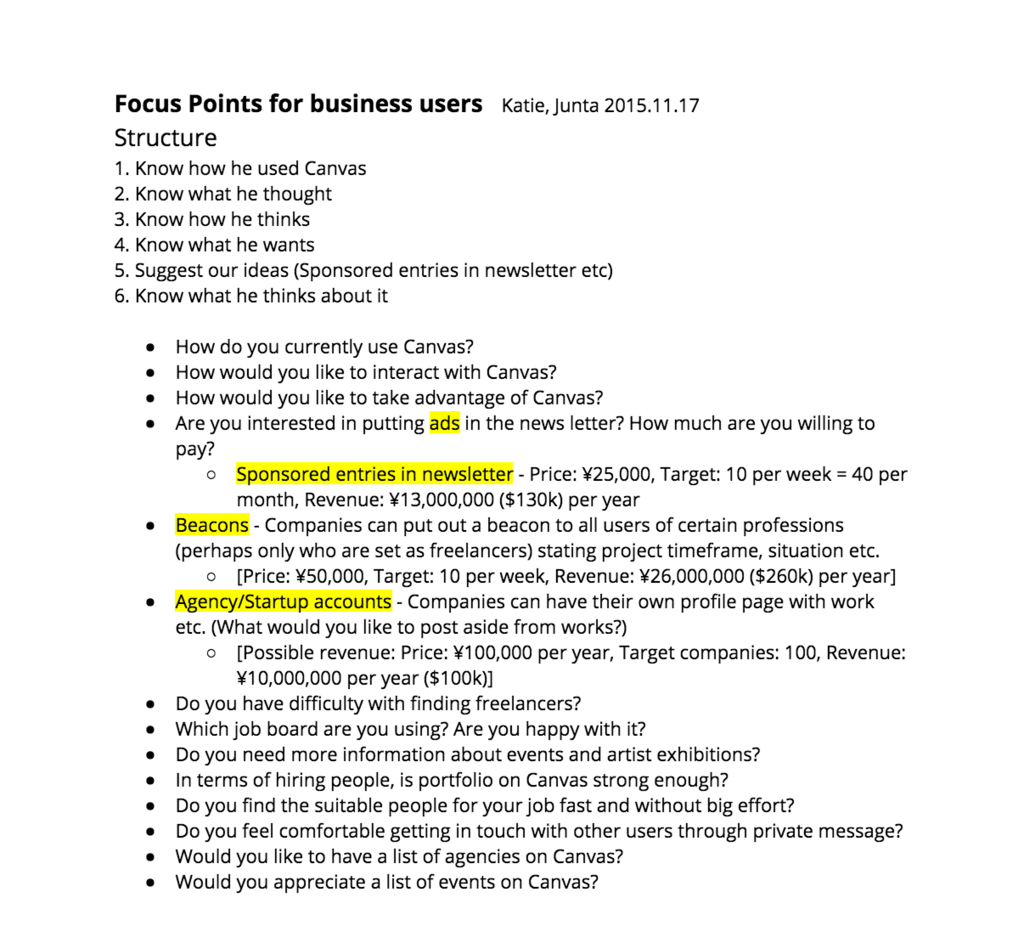 Focus Points for business users Katie, Junta 2015.11.17
Structure
1. Know how he used Canvas
2. Know what he thought
3. Know how he thinks
4. Know what he wants
5. Suggest our ideas (Sponsored entries in newsletter etc)
6. Know what he thinks about it
● How do you currently use Canvas?
● How would you like to interact with Canvas?
● How would you like to take advantage of Canvas?
● Are you interested in putting ads in the news letter? How much are you willing to
pay?
○ Sponsored entries in newsletter - Price: ¥25,000, Target: 10 per week = 40 per
month, Revenue: ¥13,000,000 ($130k) per year
● Beacons - Companies can put out a beacon to all users of certain professions
(perhaps only who are set as freelancers) stating project timeframe, situation etc.
○ [Price: ¥50,000, Target: 10 per week, Revenue: ¥26,000,000 ($260k) per year]
● Agency/Startup accounts - Companies can have their own profile page with work
etc. (What would you like to post aside from works?)
○ [Possible revenue: Price: ¥100,000 per year, Target companies: 100, Revenue:
¥10,000,000 per year ($100k)]
● Do you have difficulty with finding freelancers?
● Which job board are you using? Are you happy with it?
● Do you need more information about events and artist exhibitions?
● In terms of hiring people, is portfolio on Canvas strong enough?
● Do you find the suitable people for your job fast and without big effort?
● Do you feel comfortable getting in touch with other users through private message?
● Would you like to have a list of agencies on Canvas?
● Would you appreciate a list of events on Canvas?